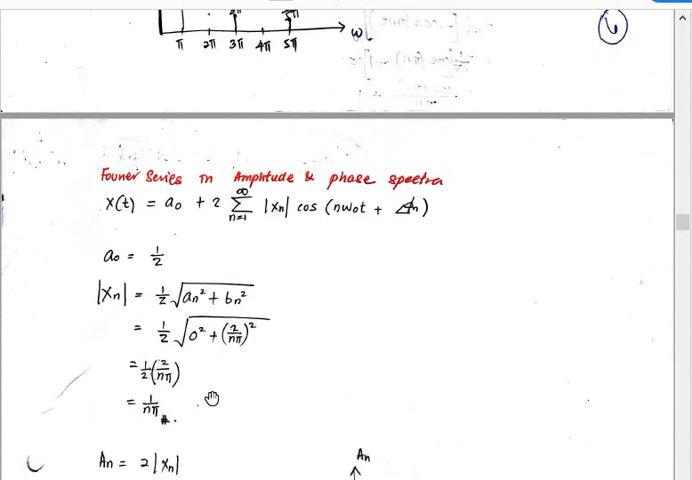 π 2π 3π 4π 5π ω
6
Fourier Series in Amplitude & phase spectra
x(t) = a₀ + 2 ∑ₙ₌₁^∞ |Xn| cos (nω₀t + ∠θn)
a₀ = 1/2
|Xn| = 1/2 √(an² + bn²)
= 1/2 √(0² + (2/nπ)²)
= 1/2 (2/nπ)
= 1/nπ #.
An = 2|Xn|
An